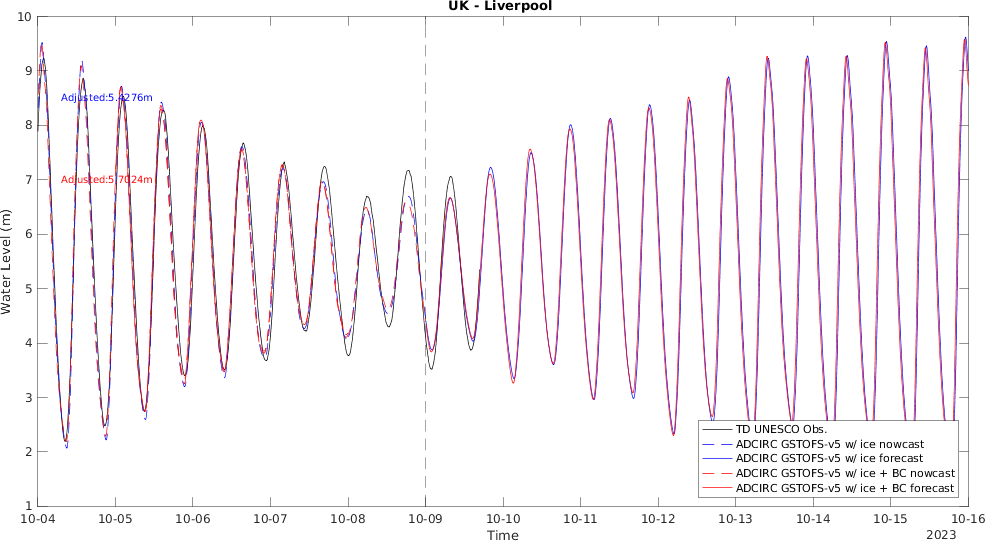 UK - Liverpool
Water Level (m)
10
9
8
7
6
5
4
3
2
1
Adjusted:5.4276m
Adjusted:5.7024m
TD UNESCO Obs.
ADCIRC GSTOFS-v5 w/ ice nowcast
ADCIRC GSTOFS-v5 w/ ice forecast
ADCIRC GSTOFS-v5 w/ ice + BC nowcast
ADCIRC GSTOFS-v5 w/ ice + BC forecast
10-04 10-05 10-06 10-07 10-08 10-09 10-10 10-11 10-12 10-13 10-14 10-15 10-16
Time
2023